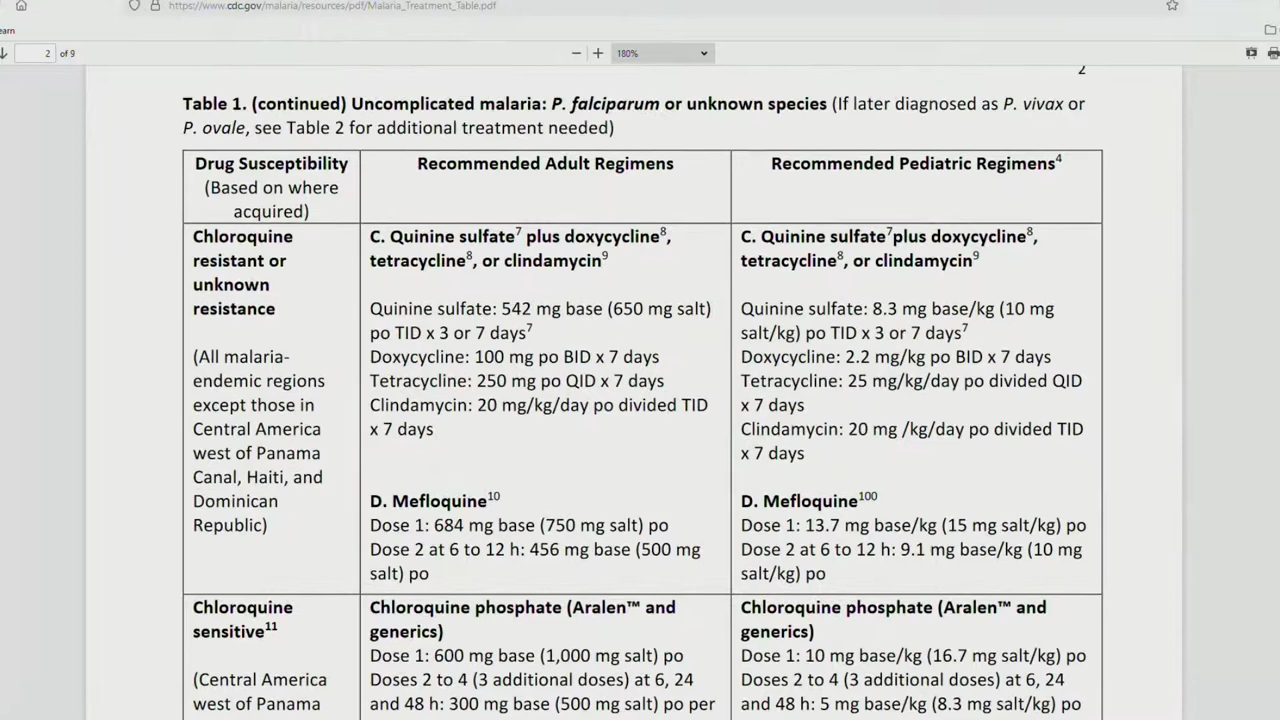 https://www.cdc.gov/malaria/resources/pdf/Malaria_Treatment_Table.pdf
earn
2 of 9
180%
2
Table 1. (continued) Uncomplicated malaria: P. falciparum or unknown species (If later diagnosed as P. vivax or
P. ovale, see Table 2 for additional treatment needed)
Drug Susceptibility
(Based on where
acquired)
Recommended Adult Regimens
Recommended Pediatric Regimens4
Chloroquine
resistant or
unknown
resistance
(All malaria-
endemic regions
except those in
Central America
west of Panama
Canal, Haiti, and
Dominican
Republic)
C. Quinine sulfate7 plus doxycycline8,
tetracycline8, or clindamycin9
Quinine sulfate: 542 mg base (650 mg salt)
po TID x 3 or 7 days7
Doxycycline: 100 mg po BID x 7 days
Tetracycline: 250 mg po QID x 7 days
Clindamycin: 20 mg/kg/day po divided TID
x 7 days
D. Mefloquine10
Dose 1: 684 mg base (750 mg salt) po
Dose 2 at 6 to 12 h: 456 mg base (500 mg
salt) po
C. Quinine sulfate7plus doxycycline8,
tetracycline8, or clindamycin9
Quinine sulfate: 8.3 mg base/kg (10 mg
salt/kg) po TID x 3 or 7 days7
Doxycycline: 2.2 mg/kg po BID x 7 days
Tetracycline: 25 mg/kg/day po divided QID
x 7 days
Clindamycin: 20 mg /kg/day po divided TID
x 7 days
D. Mefloquine100
Dose 1: 13.7 mg base/kg (15 mg salt/kg) po
Dose 2 at 6 to 12 h: 9.1 mg base/kg (10 mg
salt/kg) po
Chloroquine
sensitive11
(Central America
west of Panama
Chloroquine phosphate (Aralen™ and
generics)
Dose 1: 600 mg base (1,000 mg salt) po
Doses 2 to 4 (3 additional doses) at 6, 24
and 48 h: 300 mg base (500 mg salt) po per
Chloroquine phosphate (Aralen™ and
generics)
Dose 1: 10 mg base/kg (16.7 mg salt/kg) po
Doses 2 to 4 (3 additional doses) at 6, 24
and 48 h: 5 mg base/kg (8.3 mg salt/kg) po